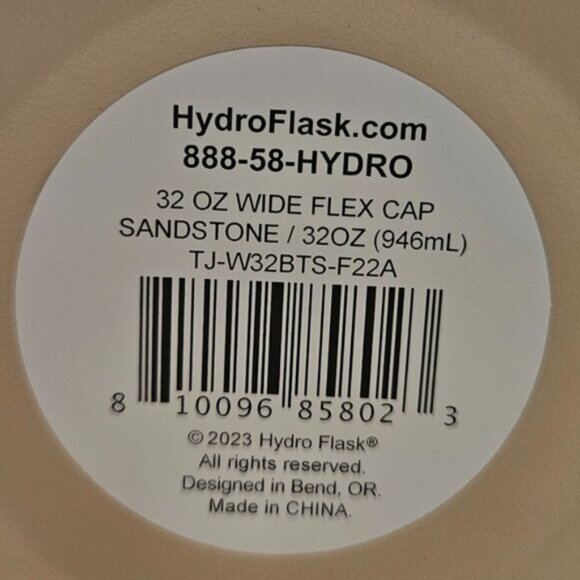 HydroFlask.com
888-58-HYDRO
32 OZ WIDE FLEX CAP
SANDSTONE / 32OZ (946mL)
TJ-W32BTS-F22A
8 10096 85802 3
© 2023 Hydro Flask®
All rights reserved.
Designed in Bend, OR.
Made in CHINA.